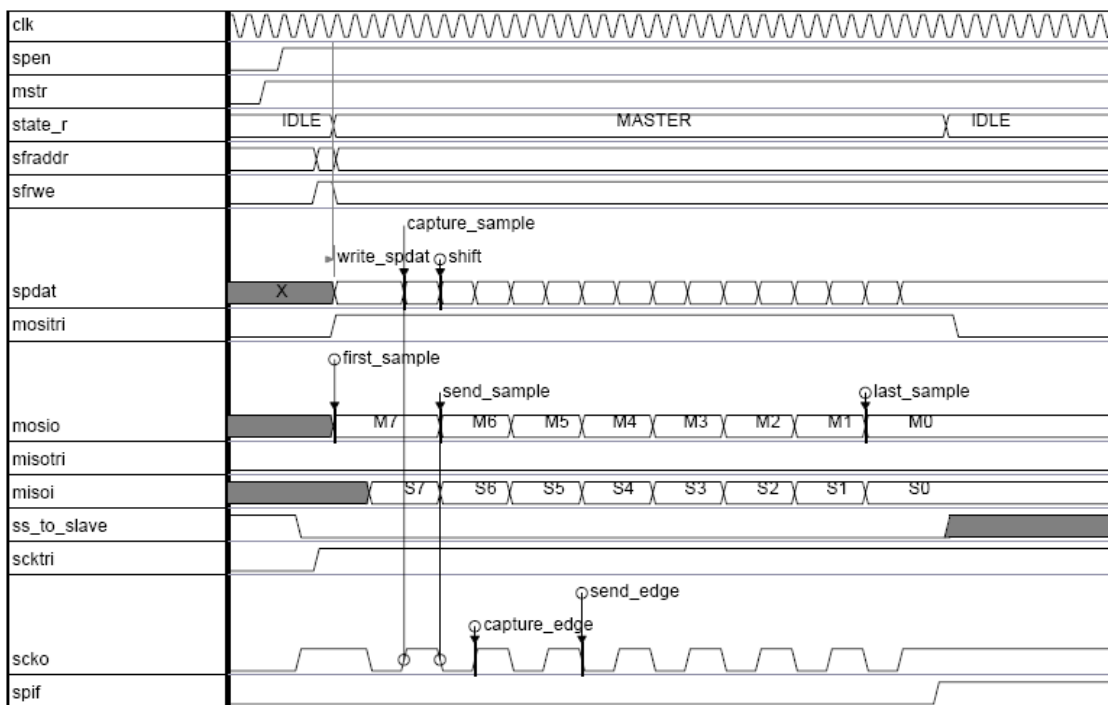 clk
spen
mstr
state_r IDLE MASTER IDLE
sfraddr
sfrwe
capture_sample
write_spdat shift
spdat X
mositri
first_sample
send_sample last_sample
mosio M7 M6 M5 M4 M3 M2 M1 M0
misotri
misoi S7 S6 S5 S4 S3 S2 S1 S0
ss_to_slave
scktri
send_edge
capture_edge
scko
spif